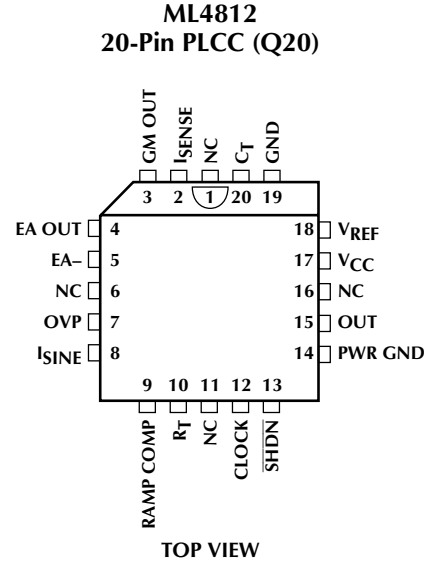 ML4812
20-Pin PLCC (Q20)
GM OUT
ISENSE
NC
CT
GND
3 2 1 20 19
EA OUT 4
EA– 5
NC 6
OVP 7
ISINE 8
18 VREF
17 VCC
16 NC
15 OUT
14 PWR GND
9 10 11 12 13
RAMP COMP
RT
NC
CLOCK
SHDN
TOP VIEW